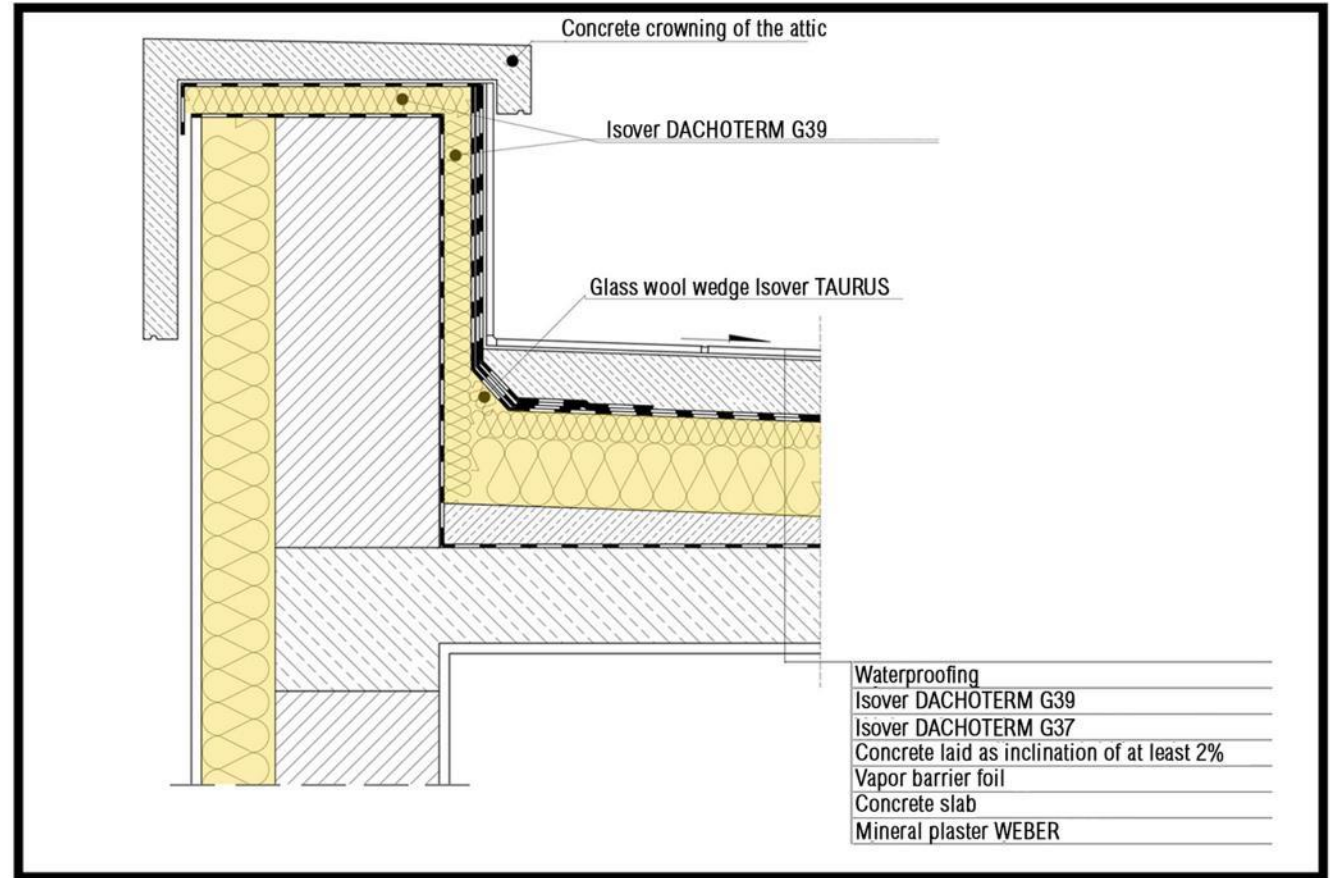 Concrete crowning of the attic
Isover DACHOTERM G39
Glass wool wedge Isover TAURUS
Waterproofing
Isover DACHOTERM G39
Isover DACHOTERM G37
Concrete laid as inclination of at least 2%
Vapor barrier foil
Concrete slab
Mineral plaster WEBER